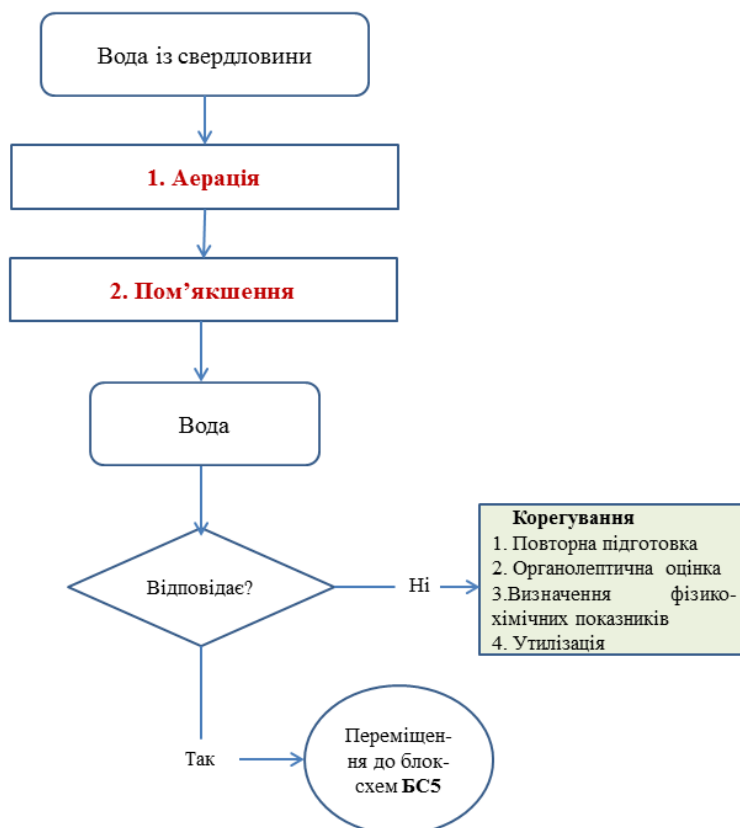 Вода із свердловини
1. Аерація
2. Пом’якшення
Вода
Відповідає?
Ні
Корегування
1. Повторна підготовка
2. Органолептична оцінка
3.Визначення фізико-
хімічних показників
4. Утилізація
Так
Переміщен-
ня до блок-
схем БС5